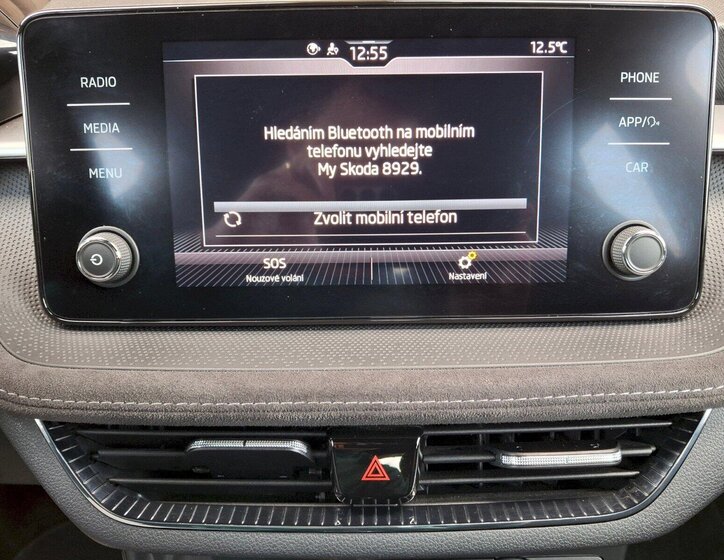 12:55
12.5°C
RADIO
MEDIA
MENU
PHONE
APP/
CAR
Hledáním Bluetooth na mobilním
telefonu vyhledejte
My Skoda 8929.
Zvolit mobilní telefon
SOS
Nouzové volání
Nastavení